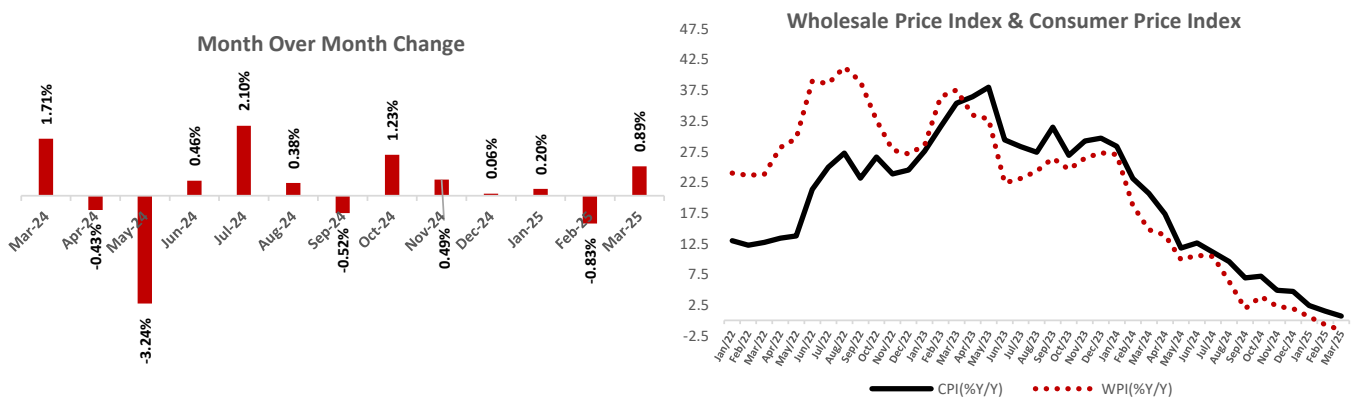 Month Over Month Change
1.71%
-0.43%
-3.24%
0.46%
2.10%
0.38%
-0.52%
1.23%
0.49%
0.06%
0.20%
-0.83%
0.89%
Mar-24
Apr-24
May-24
Jun-24
Jul-24
Aug-24
Sep-24
Oct-24
Nov-24
Dec-24
Jan-25
Feb-25
Mar-25
Wholesale Price Index & Consumer Price Index
47.5
42.5
37.5
32.5
27.5
22.5
17.5
12.5
7.5
2.5
-2.5
Jan/22
Feb/22
Mar/22
Apr/22
May/22
Jun/22
Jul/22
Aug/22
Sep/22
Oct/22
Nov/22
Dec/22
Jan/23
Feb/23
Mar/23
Apr/23
May/23
Jun/23
Jul/23
Aug/23
Sep/23
Oct/23
Nov/23
Dec/23
Jan/24
Feb/24
Mar/24
Apr/24
May/24
Jun/24
Jul/24
Aug/24
Sep/24
Oct/24
Nov/24
Dec/24
Jan/25
Feb/25
Mar/25
CPI(%Y/Y)
WPI(%Y/Y)